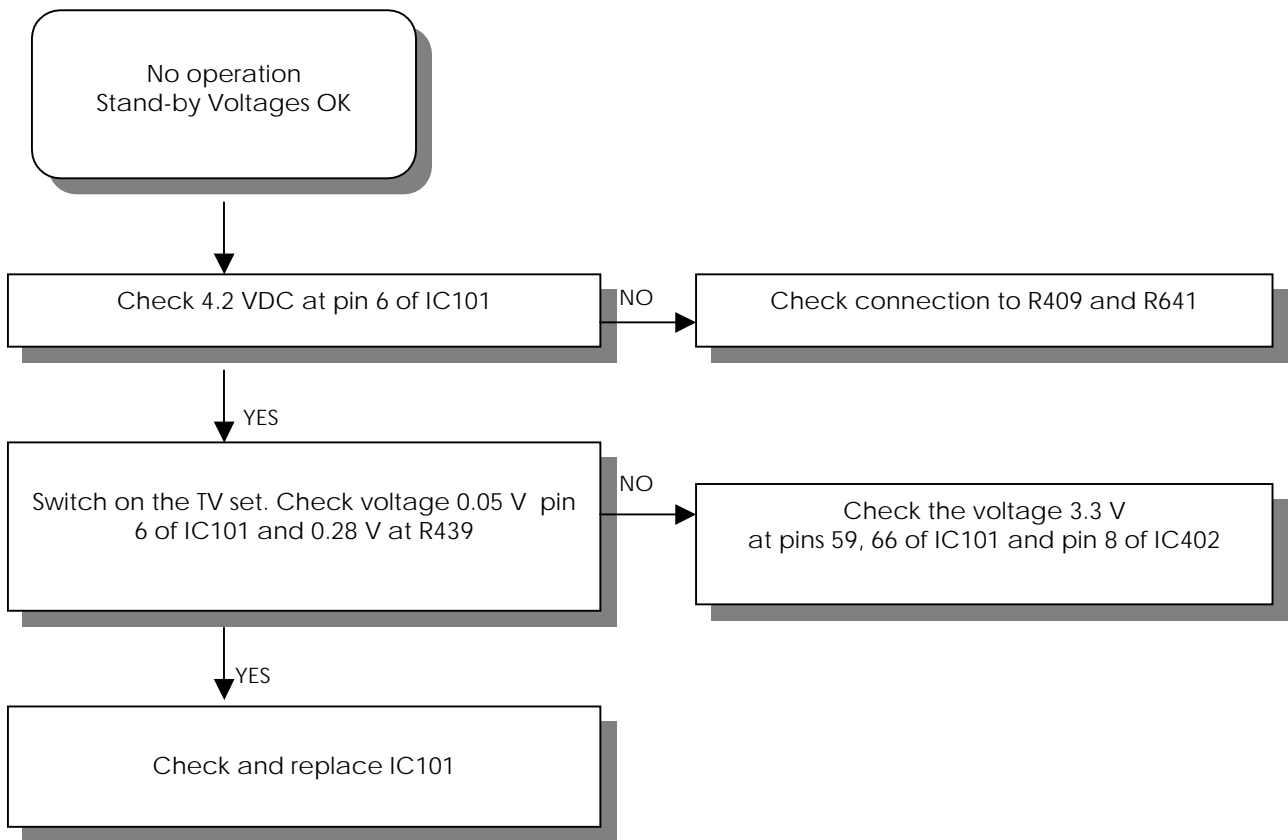 No operation
Stand-by Voltages OK
Check 4.2 VDC at pin 6 of IC101
NO
Check connection to R409 and R641
YES
Switch on the TV set. Check voltage 0.05 V  pin
6 of IC101 and 0.28 V at R439
NO
Check the voltage 3.3 V
at pins 59, 66 of IC101 and pin 8 of IC402
YES
Check and replace IC101